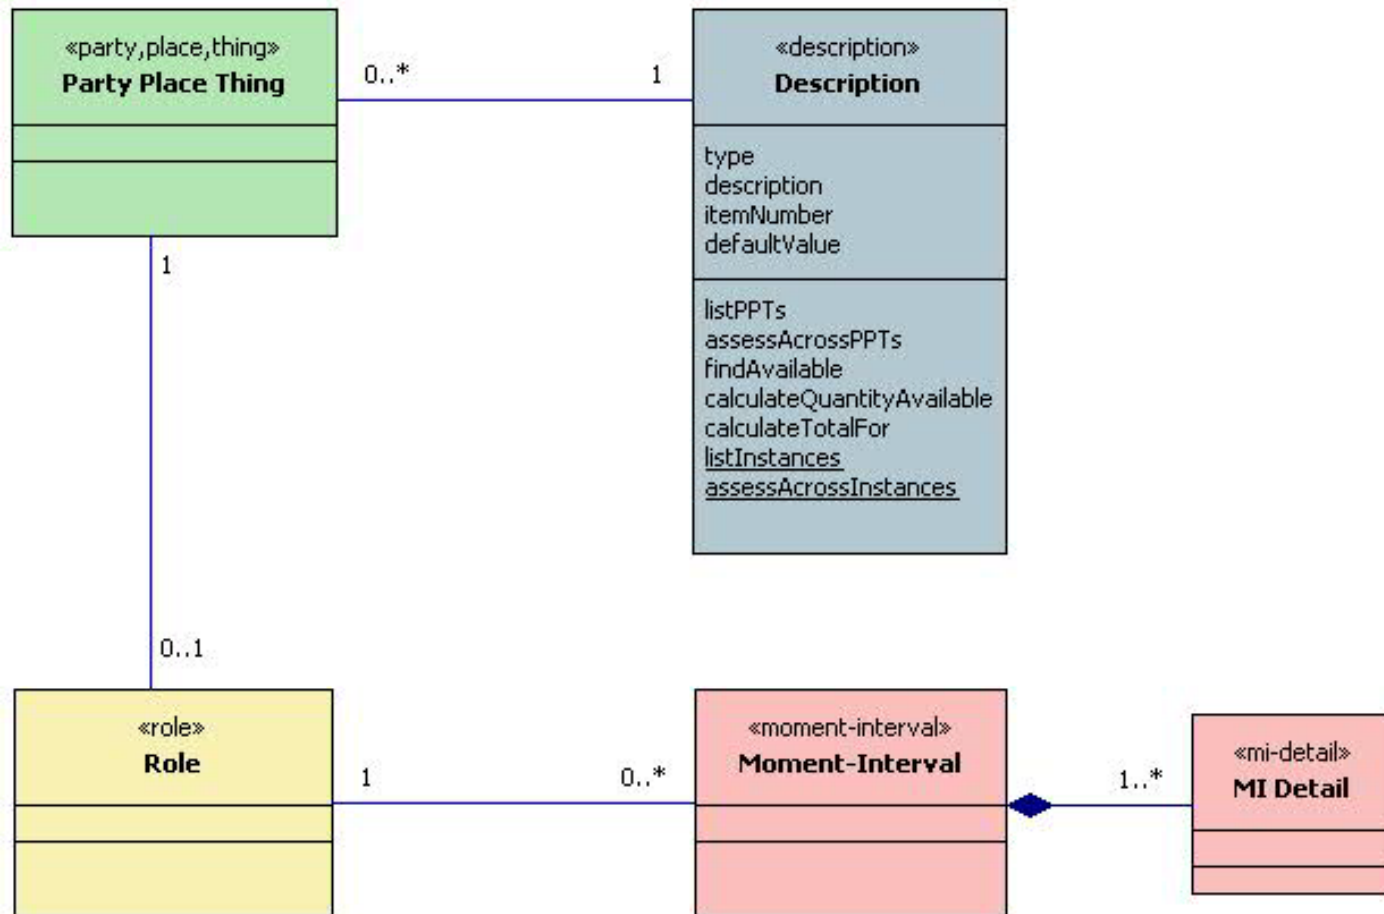 «party,place,thing»
Party Place Thing
0..*
1
«description»
Description
type
description
itemNumber
defaultValue
listPPTs
assessAcrossPPTs
findAvailable
calculateQuantityAvailable
calculateTotalFor
listInstances
assessAcrossInstances
1
0..1
«role»
Role
1
0..*
«moment-interval»
Moment-Interval
1..*
«mi-detail»
MI Detail